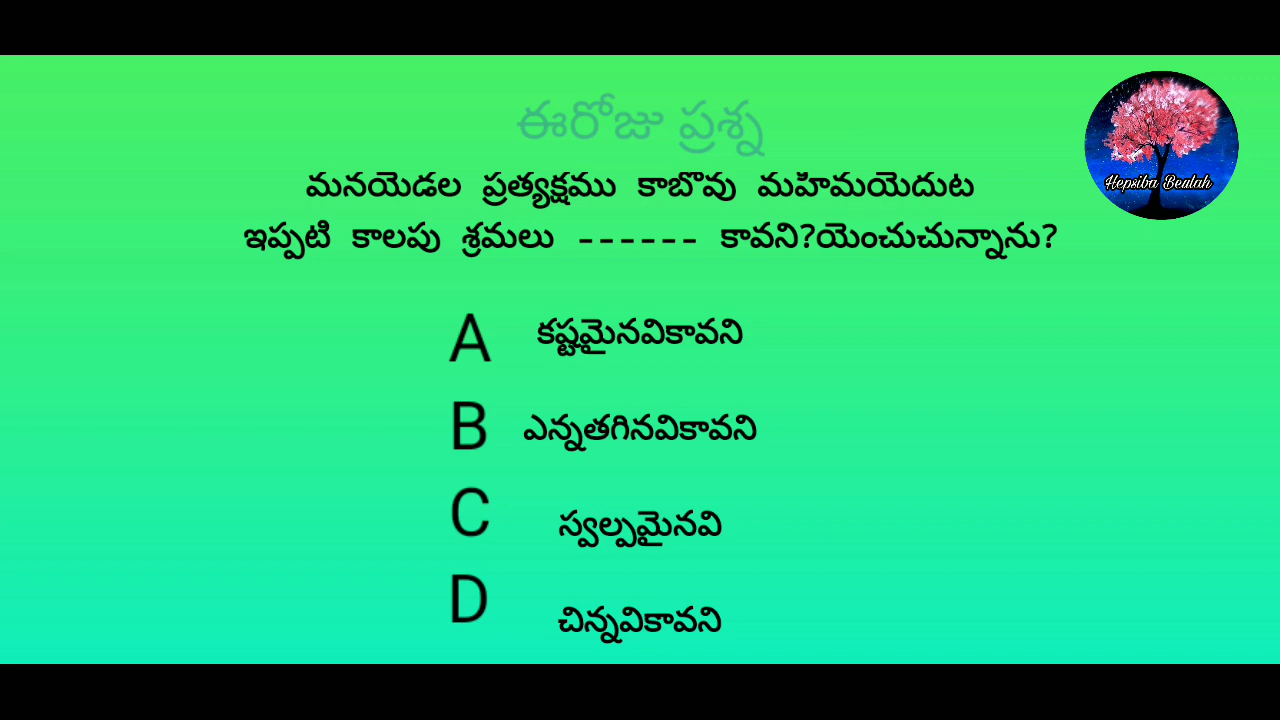 ఈరోజు ప్రశ్న
Hepsiba Bealah
మనయెడల ప్రత్యక్షము కాబొవు మహిమయెదుట
ఇప్పటి కాలపు శ్రమలు ------ కావని?యెంచుచున్నాను?
A కష్టమైనవికావని
B ఎన్నతగినవికావని
C స్వల్పమైనవి
D చిన్నవికావని